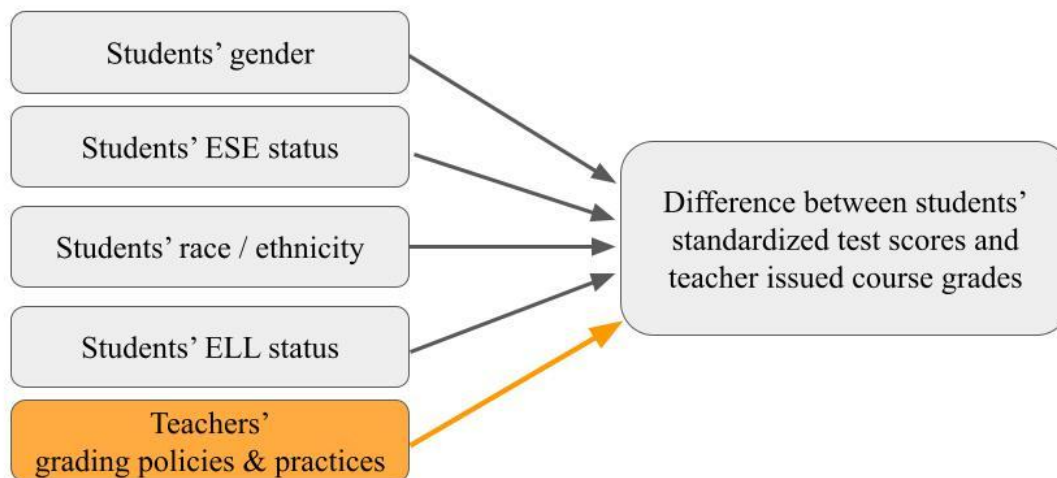 Students’ gender
Students’ ESE status
Students’ race / ethnicity
Students’ ELL status
Teachers’
grading policies & practices
Difference between students’
standardized test scores and
teacher issued course grades